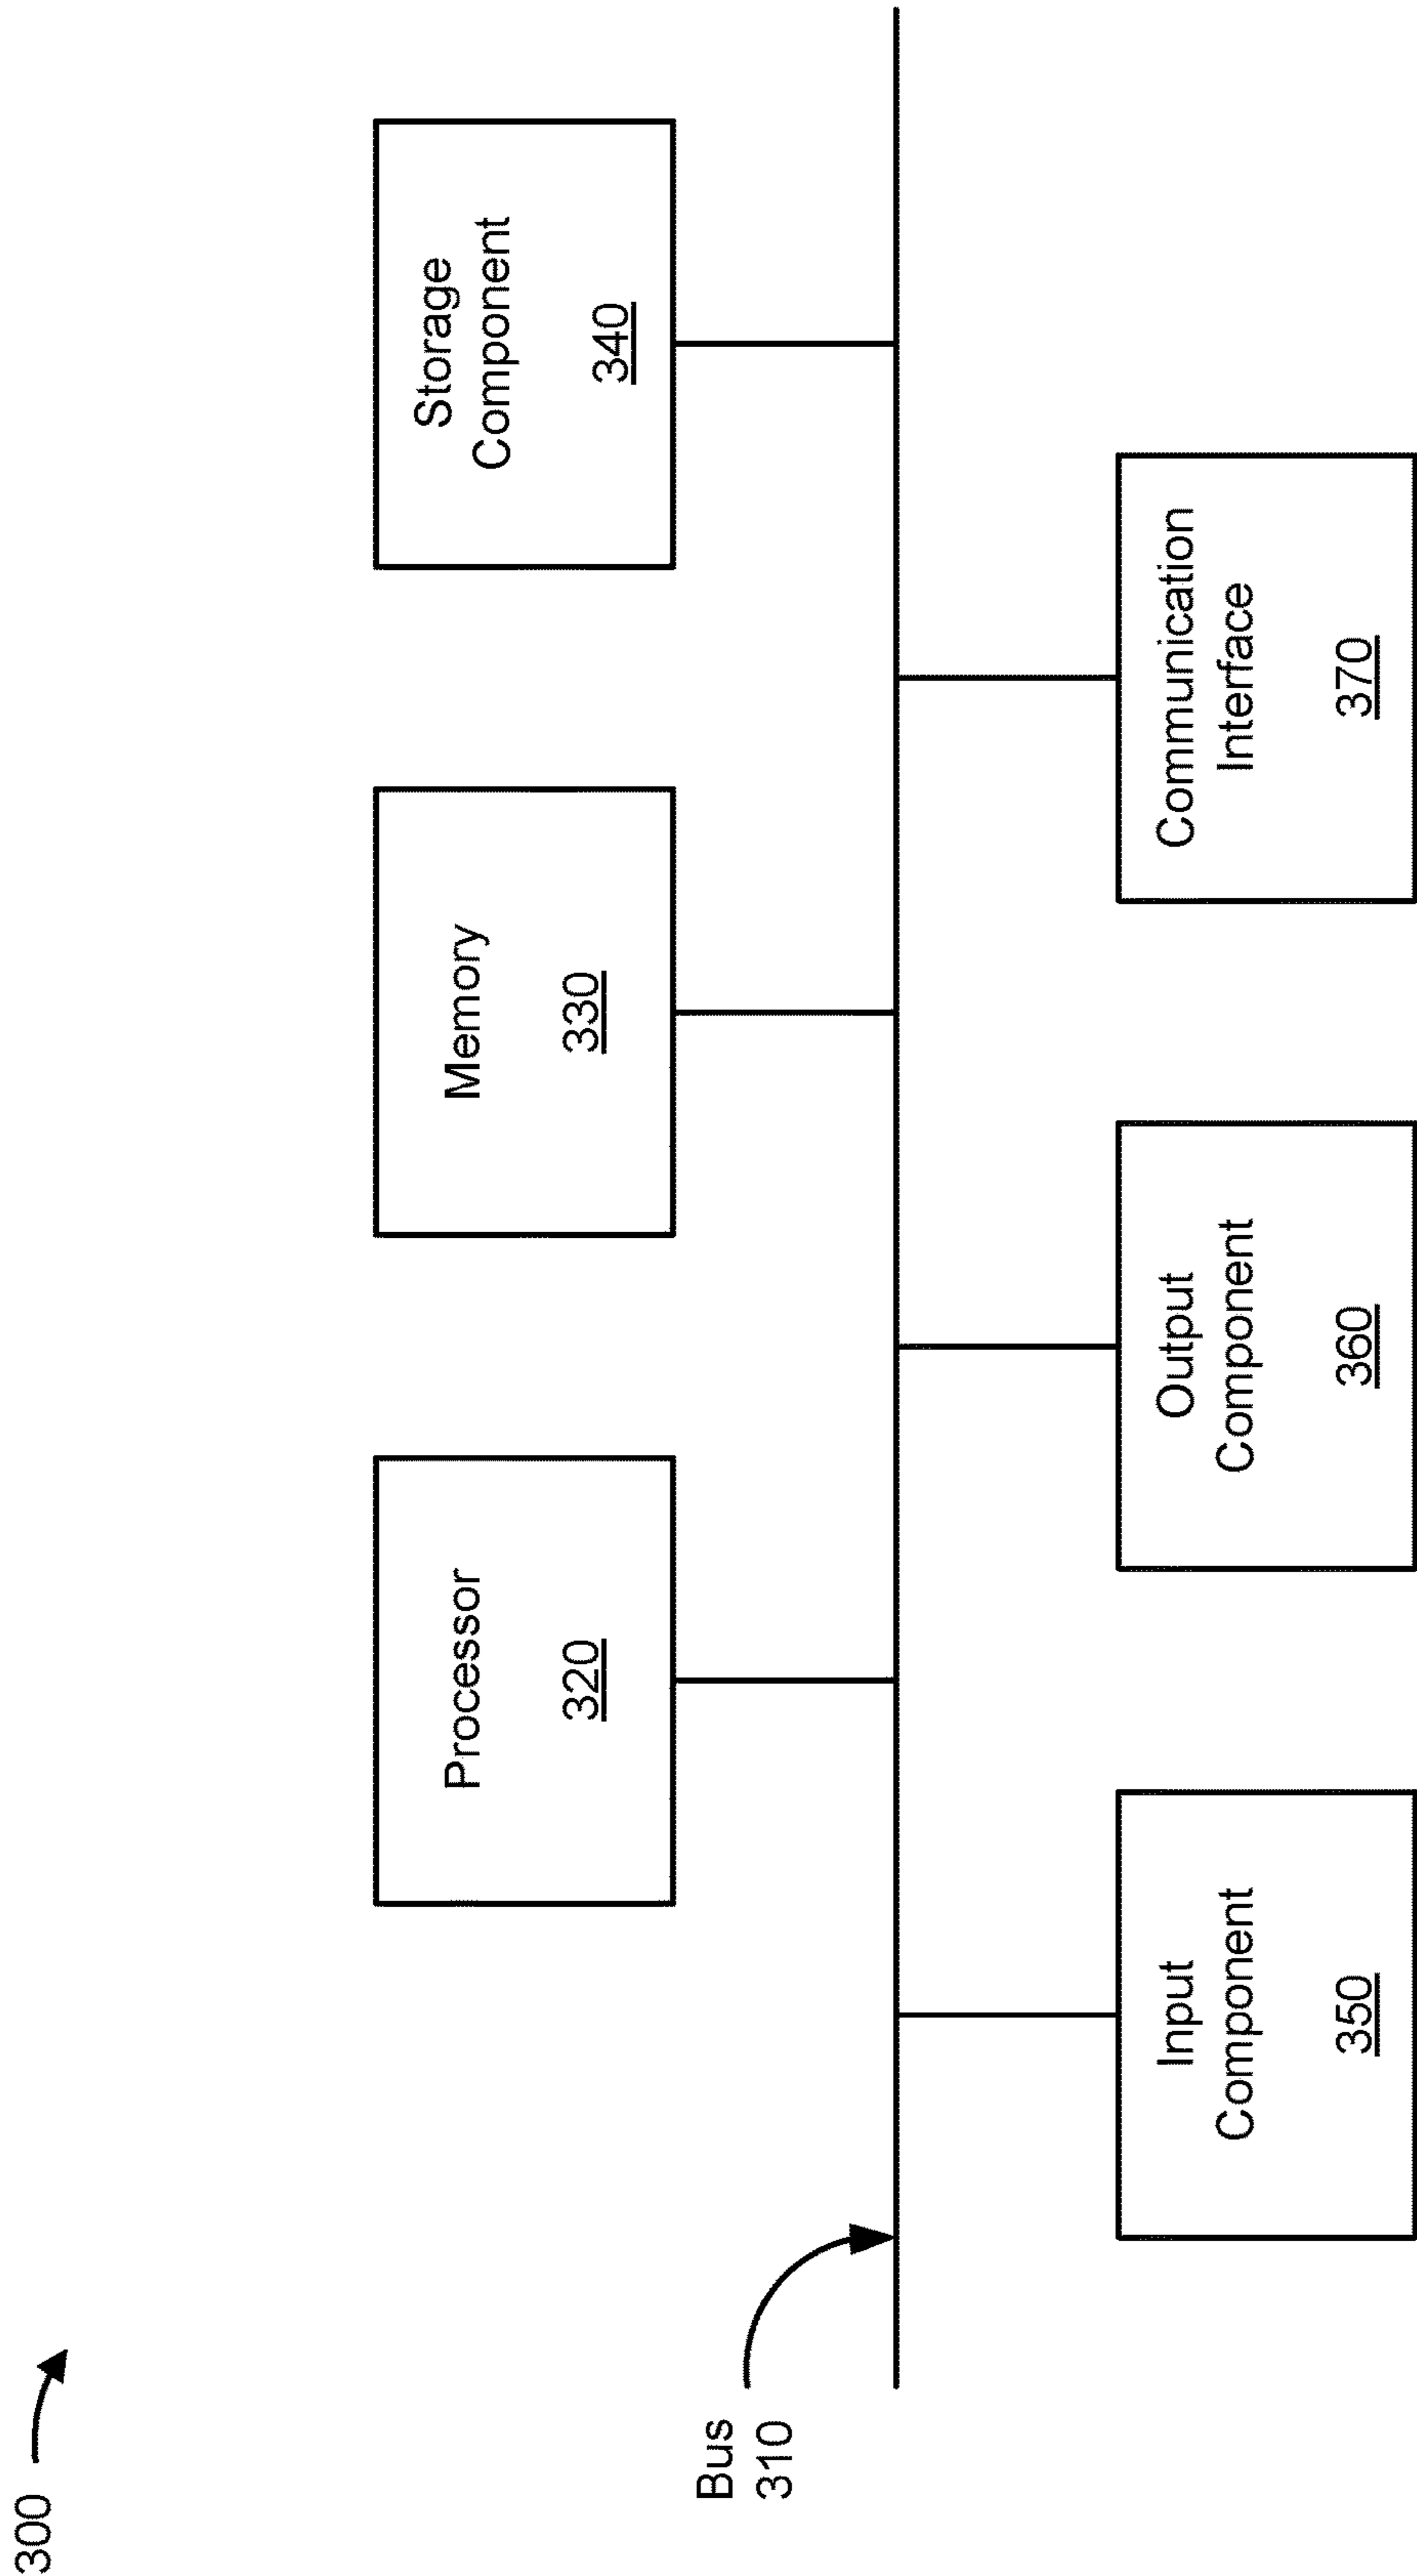 300
Bus
310
Processor
320
Memory
330
Storage
Component
340
Input
Component
350
Output
Component
360
Communication
Interface
370